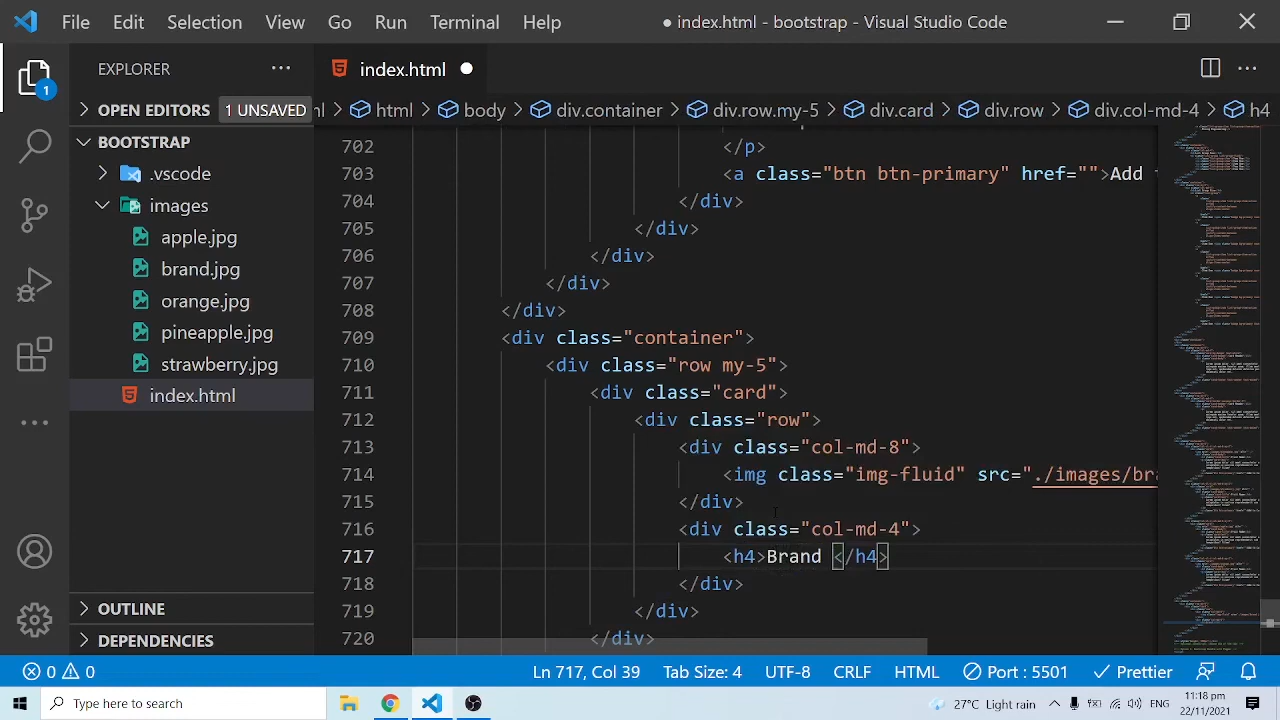 File Edit Selection View Go Run Terminal Help ● index.html - bootstrap - Visual Studio Code
EXPLORER
index.html
OPEN EDITORS 1 UNSAVED
html > body > div.container > div.row.my-5 > div.card > div.row > div.col-md-4 > h4
BOOTSTRAP
.vscode
images
apple.jpg
brand.jpg
orange.jpg
pineapple.jpg
strawberry.jpg
index.html
OUTLINE
DEPENDENCIES
1
702 </p>
703 <a class="btn btn-primary" href="">Add
704 </div>
705 </div>
706 </div>
707 </div>
708 </div>
709 <div class="container">
710 <div class="row my-5">
711 <div class="card">
712 <div class="row">
713 <div class="col-md-8">
714 <img class="img-fluid" src="./images/bra
715 </div>
716 <div class="col-md-4">
717 <h4>Brand </h4>
718 </div>
719 </div>
720 </div>
0 0 Ln 717, Col 39 Tab Size: 4 UTF-8 CRLF HTML Port : 5501 Prettier
Type here to search
27°C Light rain ENG 11:18 pm
22/11/2021